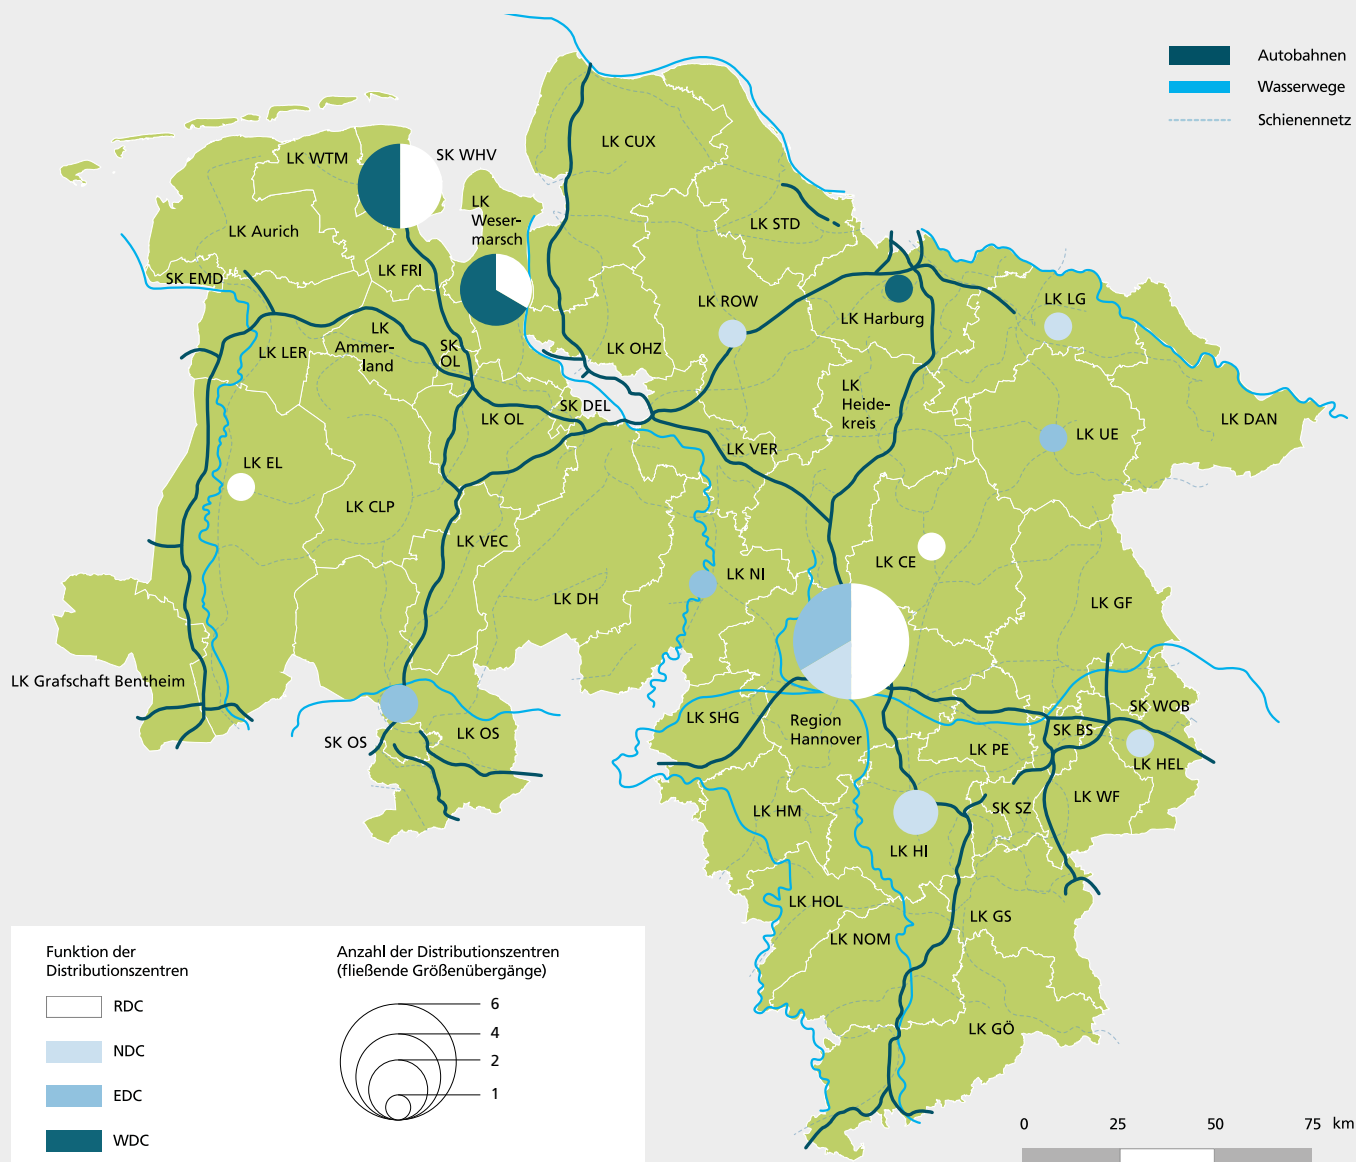 Autobahnen
Wasserwege
Schienennetz
LK CUX
LK WTM
SK WHV
LK
Weser-
marsch
LK STD
LK Aurich
SK EMD
LK FRI
LK ROW
LK LG
LK Harburg
LK
Ammer-
land
SK
OL
LK LER
LK OHZ
LK
Heide-
kreis
LK OL
SK DEL
LK DAN
LK UE
LK VER
LK EL
LK CLP
LK VEC
LK NI
LK CE
LK DH
LK GF
LK Grafschaft Bentheim
SK WOB
LK SHG
Region
Hannover
SK BS
LK OS
SK OS
LK PE
LK HEL
LK WF
LK HM
SK SZ
LK HI
LK HOL
LK GS
LK NOM
LK GÖ
Funktion der
Distributionszentren
RDC
NDC
EDC
WDC
Anzahl der Distributionszentren
(fließende Größenübergänge)
6
4
2
1
0 25 50 75 km